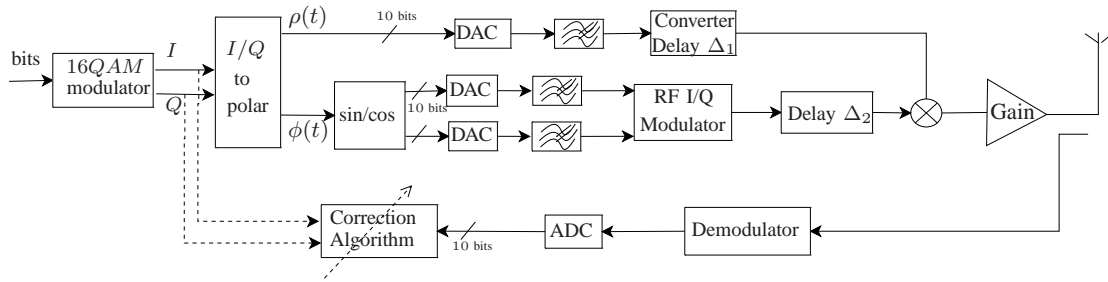 bits
16QAM
modulator
I
Q
I/Q
to
polar
ρ(t)
ϕ(t)
10 bits
DAC
Converter
Delay Δ₁
sin/cos
10 bits
DAC
DAC
RF I/Q
Modulator
Delay Δ₂
Gain
Correction
Algorithm
10 bits
ADC
Demodulator